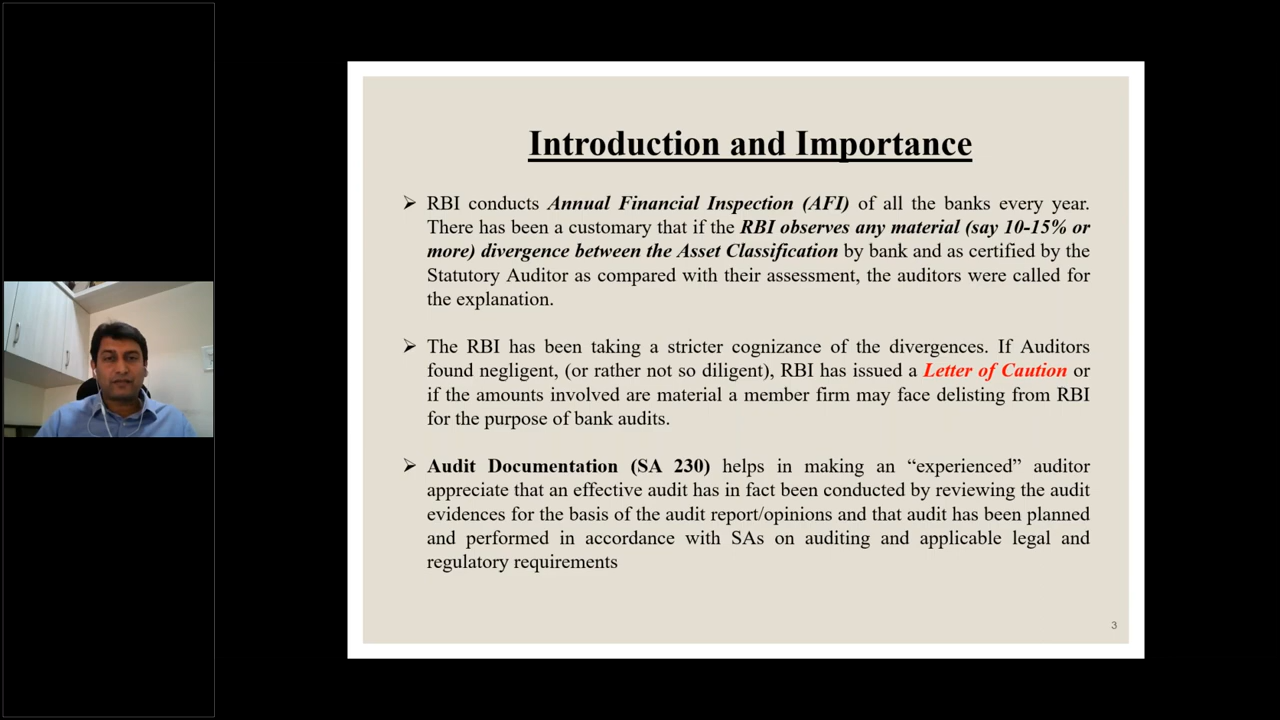 Introduction and Importance
➢ RBI conducts Annual Financial Inspection (AFI) of all the banks every year.
There has been a customary that if the RBI observes any material (say 10-15% or
more) divergence between the Asset Classification by bank and as certified by the
Statutory Auditor as compared with their assessment, the auditors were called for
the explanation.
➢ The RBI has been taking a stricter cognizance of the divergences. If Auditors
found negligent, (or rather not so diligent), RBI has issued a Letter of Caution or
if the amounts involved are material a member firm may face delisting from RBI
for the purpose of bank audits.
➢ Audit Documentation (SA 230) helps in making an “experienced” auditor
appreciate that an effective audit has in fact been conducted by reviewing the audit
evidences for the basis of the audit report/opinions and that audit has been planned
and performed in accordance with SAs on auditing and applicable legal and
regulatory requirements
3